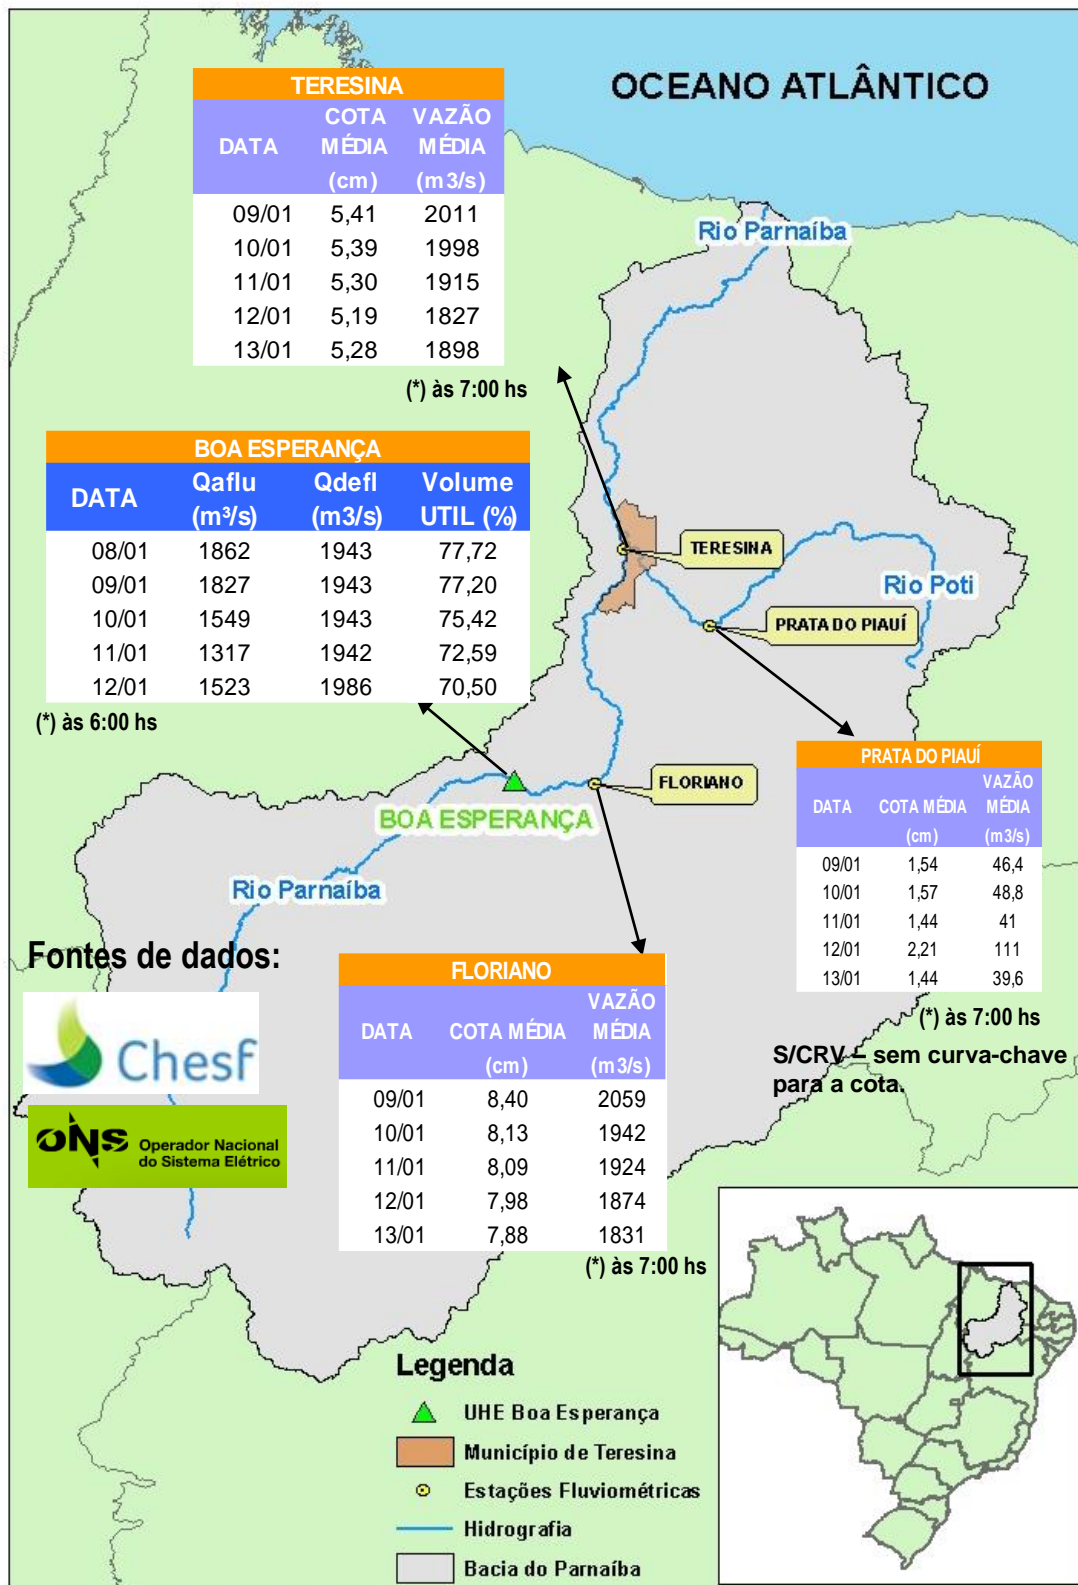 OCEANO ATLÂNTICO
TERESINA
DATA COTA MÉDIA (cm) VAZÃO MÉDIA (m3/s)
09/01 5,41 2011
10/01 5,39 1998
11/01 5,30 1915
12/01 5,19 1827
13/01 5,28 1898
(*) às 7:00 hs
Rio Parnaíba
BOA ESPERANÇA
DATA Qaflu (m³/s) Qdefl (m3/s) Volume UTIL (%)
08/01 1862 1943 77,72
09/01 1827 1943 77,20
10/01 1549 1943 75,42
11/01 1317 1942 72,59
12/01 1523 1986 70,50
(*) às 6:00 hs
TERESINA
Rio Poti
PRATA DO PIAUÍ
FLORIANO
BOA ESPERANÇA
Rio Parnaíba
PRATA DO PIAUÍ
DATA COTA MÉDIA (cm) VAZÃO MÉDIA (m3/s)
09/01 1,54 46,4
10/01 1,57 48,8
11/01 1,44 41
12/01 2,21 111
13/01 1,44 39,6
(*) às 7:00 hs
S/CRV – sem curva-chave
para a cota.
Fontes de dados:
Chesf
ONS Operador Nacional
do Sistema Elétrico
FLORIANO
DATA COTA MÉDIA (cm) VAZÃO MÉDIA (m3/s)
09/01 8,40 2059
10/01 8,13 1942
11/01 8,09 1924
12/01 7,98 1874
13/01 7,88 1831
(*) às 7:00 hs
Legenda
UHE Boa Esperança
Município de Teresina
Estações Fluviométricas
Hidrografia
Bacia do Parnaíba